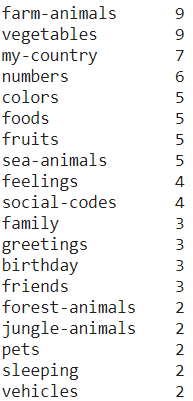 farm-animals 9
vegetables 9
my-country 7
numbers 6
colors 5
foods 5
fruits 5
sea-animals 5
feelings 4
social-codes 4
family 3
greetings 3
birthday 3
friends 3
forest-animals 2
jungle-animals 2
pets 2
sleeping 2
vehicles 2